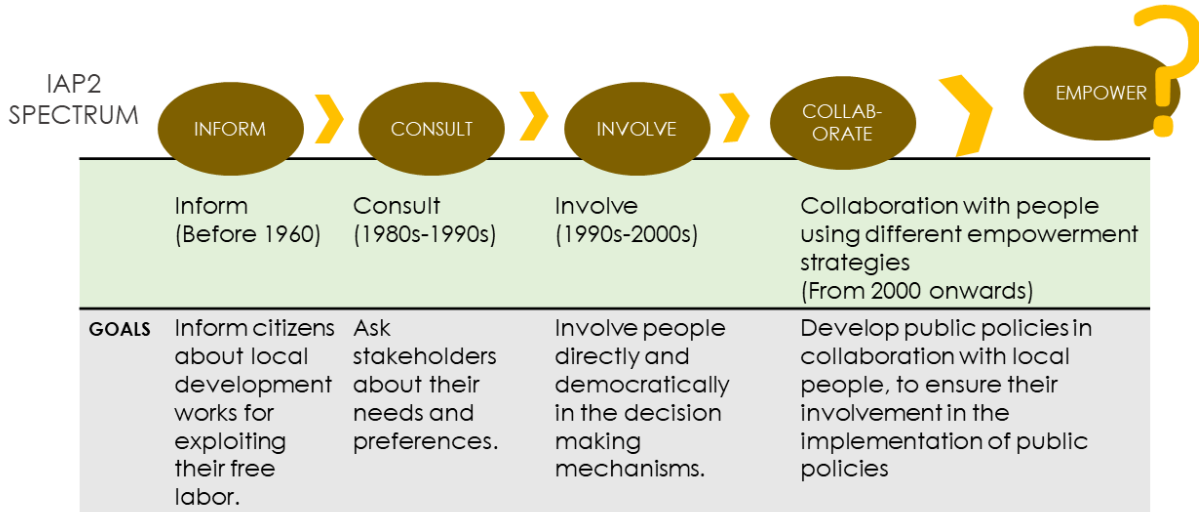 IAP2
SPECTRUM
INFORM
CONSULT
INVOLVE
COLLAB-
ORATE
EMPOWER
?
Inform
(Before 1960)
Consult
(1980s-1990s)
Involve
(1990s-2000s)
Collaboration with people
using different empowerment
strategies
(From 2000 onwards)
GOALS
Inform citizens
about local
development
works for
exploiting
their free
labor.
Ask
stakeholders
about their
needs and
preferences.
Involve people
directly and
democratically
in the decision
making
mechanisms.
Develop public policies in
collaboration with local
people, to ensure their
involvement in the
implementation of public
policies